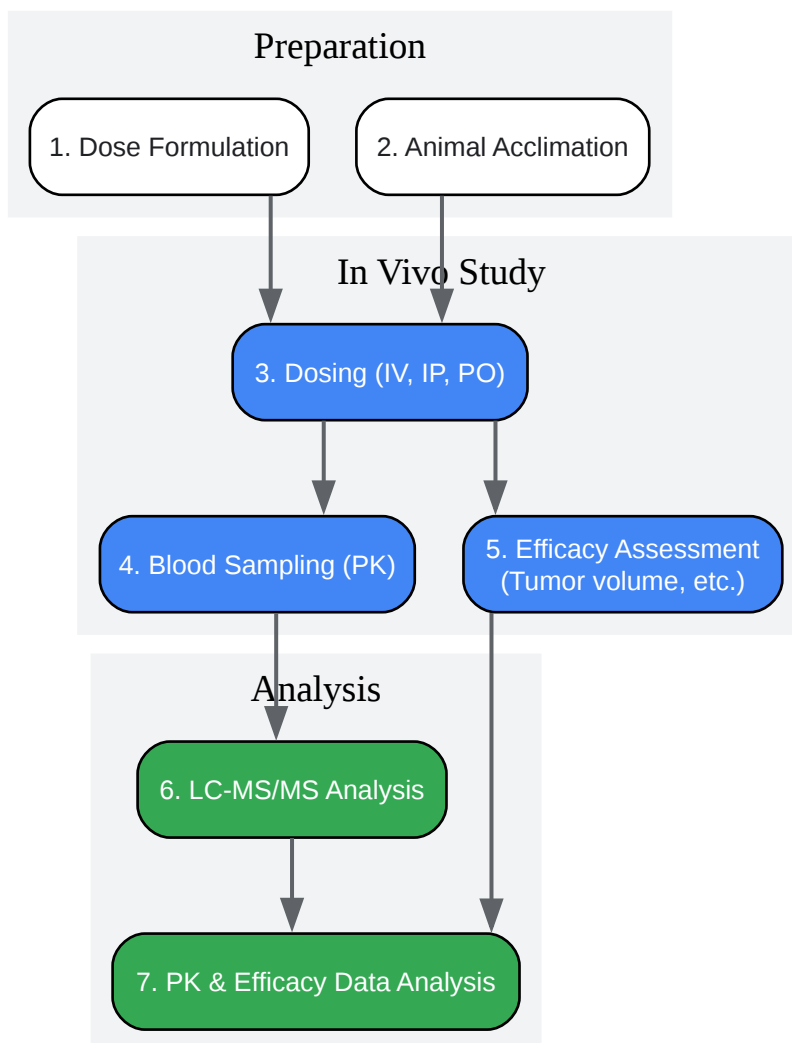 Preparation
1. Dose Formulation
2. Animal Acclimation
In Vivo Study
3. Dosing (IV, IP, PO)
4. Blood Sampling (PK)
5. Efficacy Assessment
(Tumor volume, etc.)
Analysis
6. LC-MS/MS Analysis
7. PK & Efficacy Data Analysis